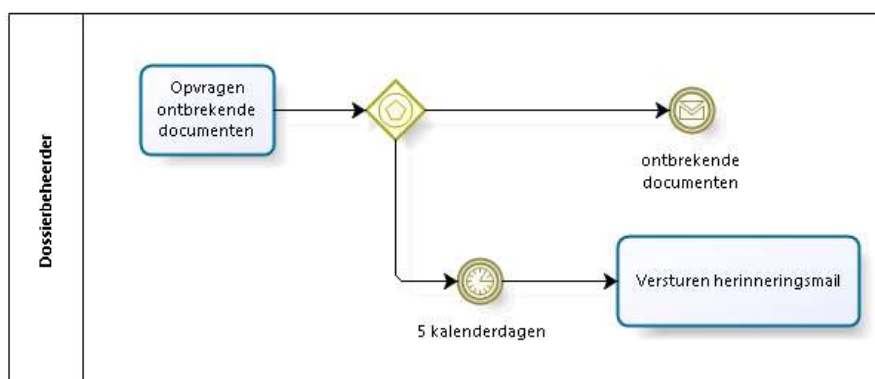 Dossierbeheerder
Opvragen
ontbrekende
documenten
ontbrekende
documenten
5 kalenderdagen
Versturen herinneringsmail